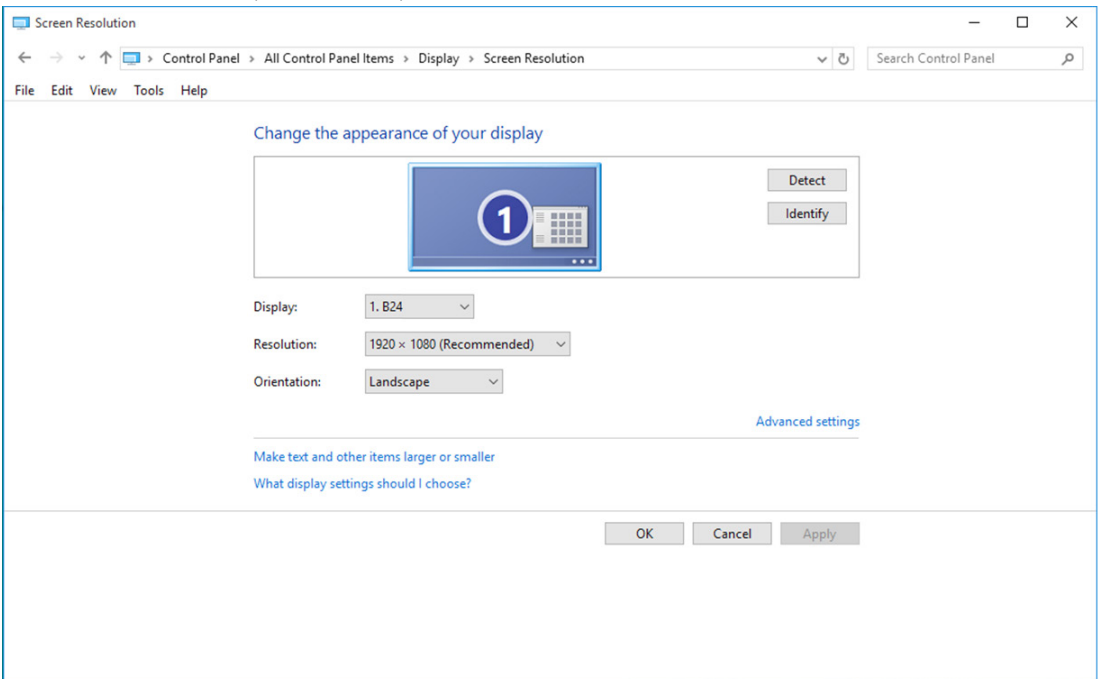 Screen Resolution
Control Panel > All Control Panel Items > Display > Screen Resolution
Search Control Panel
File Edit View Tools Help
Change the appearance of your display
1
Detect
Identify
Display: 1. B24
Resolution: 1920 × 1080 (Recommended)
Orientation: Landscape
Advanced settings
Make text and other items larger or smaller
What display settings should I choose?
OK Cancel Apply